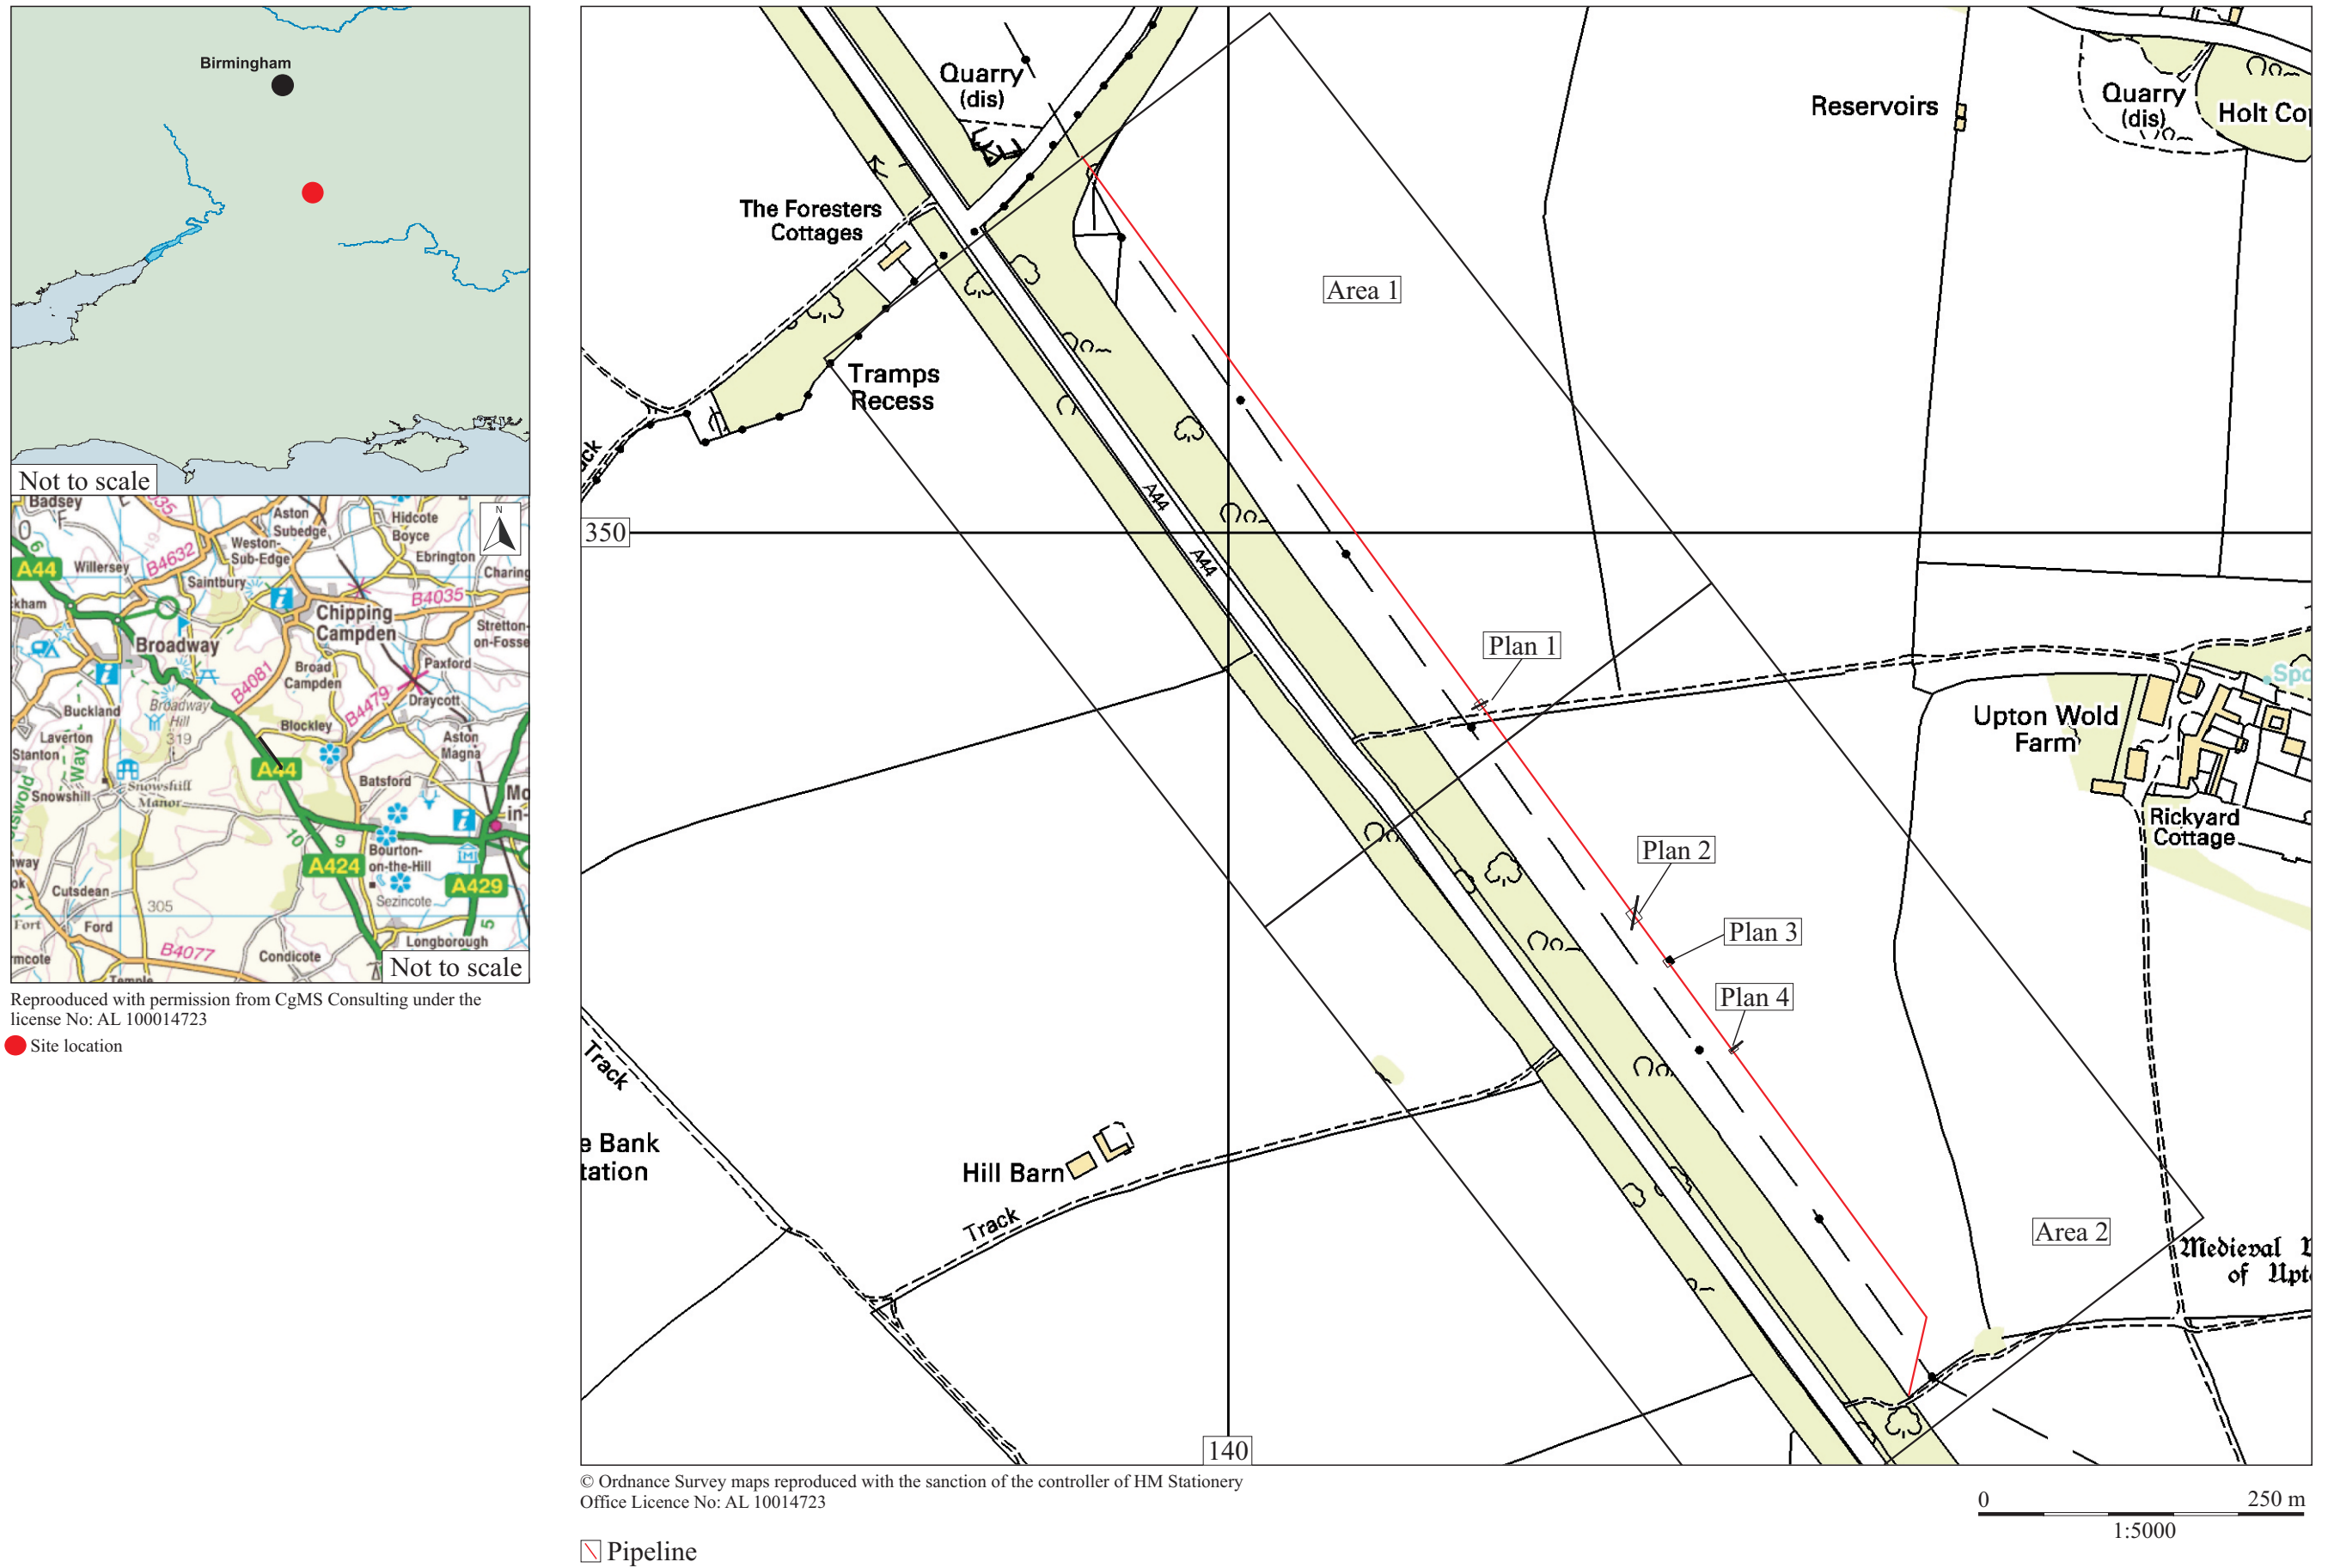 Birmingham
Not to scale
Badsey
Aston
Subedge
Hidcote
Boyce
Weston-
Sub-Edge
Ebrington
N
A44
Willersey
B4632
Saintbury
Charing
B4035
Chipping
Campden
Stretton-
on-Fosse
Broadway
Broad
Campden
Paxford
B4081
Buckland
Broadway
Hill
319
Blockley
B4479
Draycott
Laverton
Stanton
Way
Aston
Magna
A44
Batsford
Snowshill
Snowshill
Manor
10
9
Bourton-
on-the-Hill
A424
A429
Cutsdean
305
Sezincote
Ford
5
Longborough
B4077
Condicote
Not to scale
Reprooduced with permission from CgMS Consulting under the
license No: AL 100014723
Site location
Quarry
(dis)
Reservoirs
Quarry
(dis)
Holt Cop
The Foresters
Cottages
Area 1
Tramps
Recess
A44
350
A44
Plan 1
Upton Wold
Farm
Rickyard
Cottage
Plan 2
Plan 3
Plan 4
Track
e Bank
tation
Hill Barn
Track
Area 2
Medieval
of Upt
140
© Ordnance Survey maps reproduced with the sanction of the controller of HM Stationery
Office Licence No: AL 10014723
0 250 m
1:5000
Pipeline